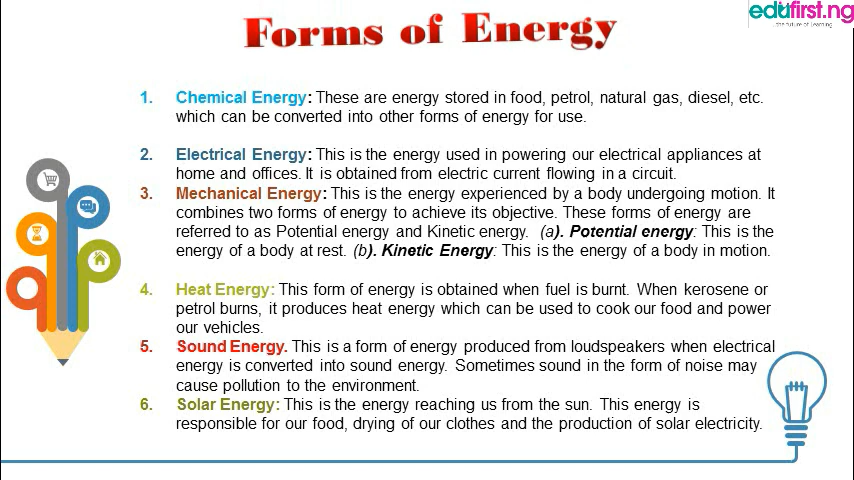 edufirst.ng
the future of learning
Forms of Energy
1. Chemical Energy: These are energy stored in food, petrol, natural gas, diesel, etc.
which can be converted into other forms of energy for use.
2. Electrical Energy: This is the energy used in powering our electrical appliances at
home and offices. It is obtained from electric current flowing in a circuit.
3. Mechanical Energy: This is the energy experienced by a body undergoing motion. It
combines two forms of energy to achieve its objective. These forms of energy are
referred to as Potential energy and Kinetic energy. (a). Potential energy: This is the
energy of a body at rest. (b). Kinetic Energy: This is the energy of a body in motion.
4. Heat Energy: This form of energy is obtained when fuel is burnt. When kerosene or
petrol burns, it produces heat energy which can be used to cook our food and power
our vehicles.
5. Sound Energy. This is a form of energy produced from loudspeakers when electrical
energy is converted into sound energy. Sometimes sound in the form of noise may
cause pollution to the environment.
6. Solar Energy: This is the energy reaching us from the sun. This energy is
responsible for our food, drying of our clothes and the production of solar electricity.